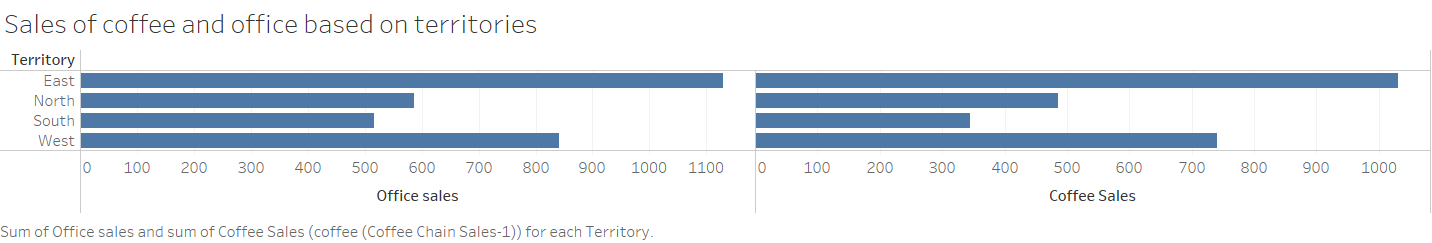 Sales of coffee and office based on territories
Territory
East
North
South
West
0 100 200 300 400 500 600 700 800 900 1000 1100 0 100 200 300 400 500 600 700 800 900 1000
Office sales Coffee Sales
Sum of Office sales and sum of Coffee Sales (coffee (Coffee Chain Sales-1)) for each Territory.